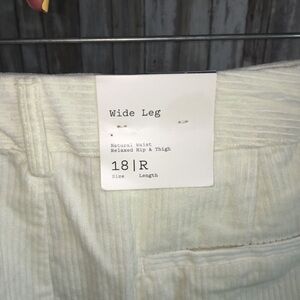 Wide Leg
Natural Waist
Relaxed Hip & Thigh
18|R
Size Length